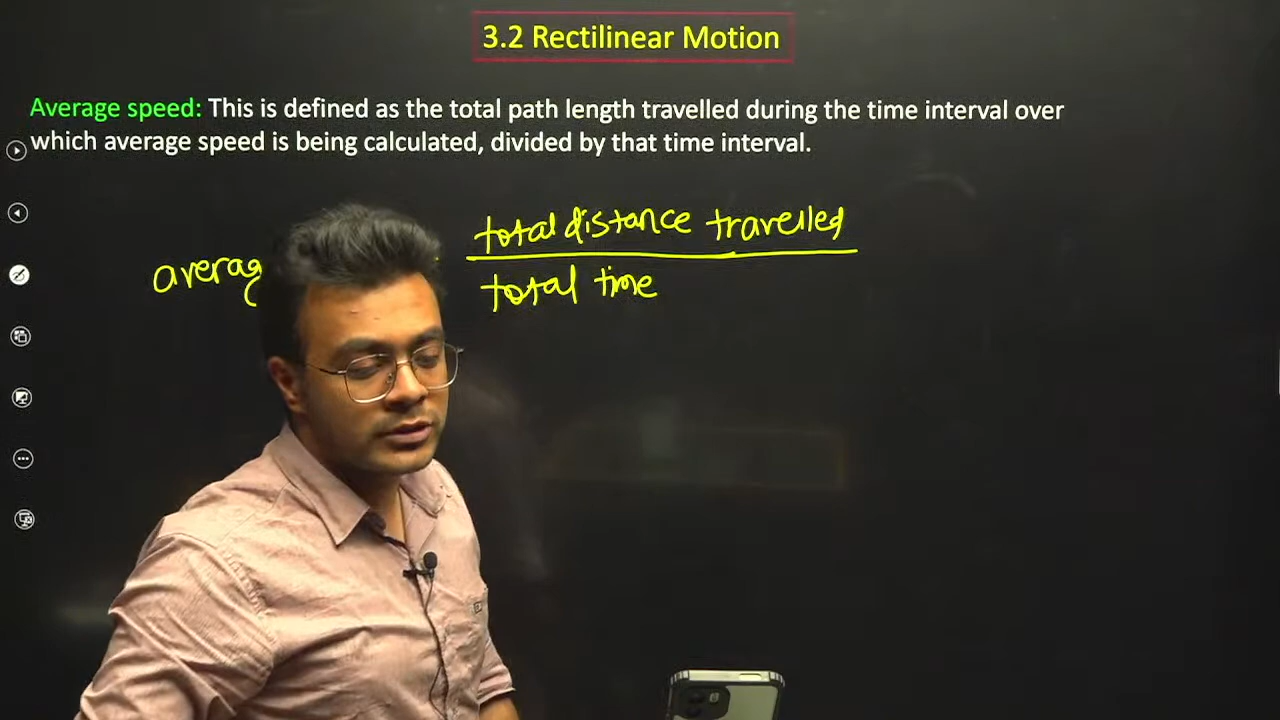 3.2 Rectilinear Motion
Average speed: This is defined as the total path length travelled during the time interval over
which average speed is being calculated, divided by that time interval.
total distance travelled
averag
total time